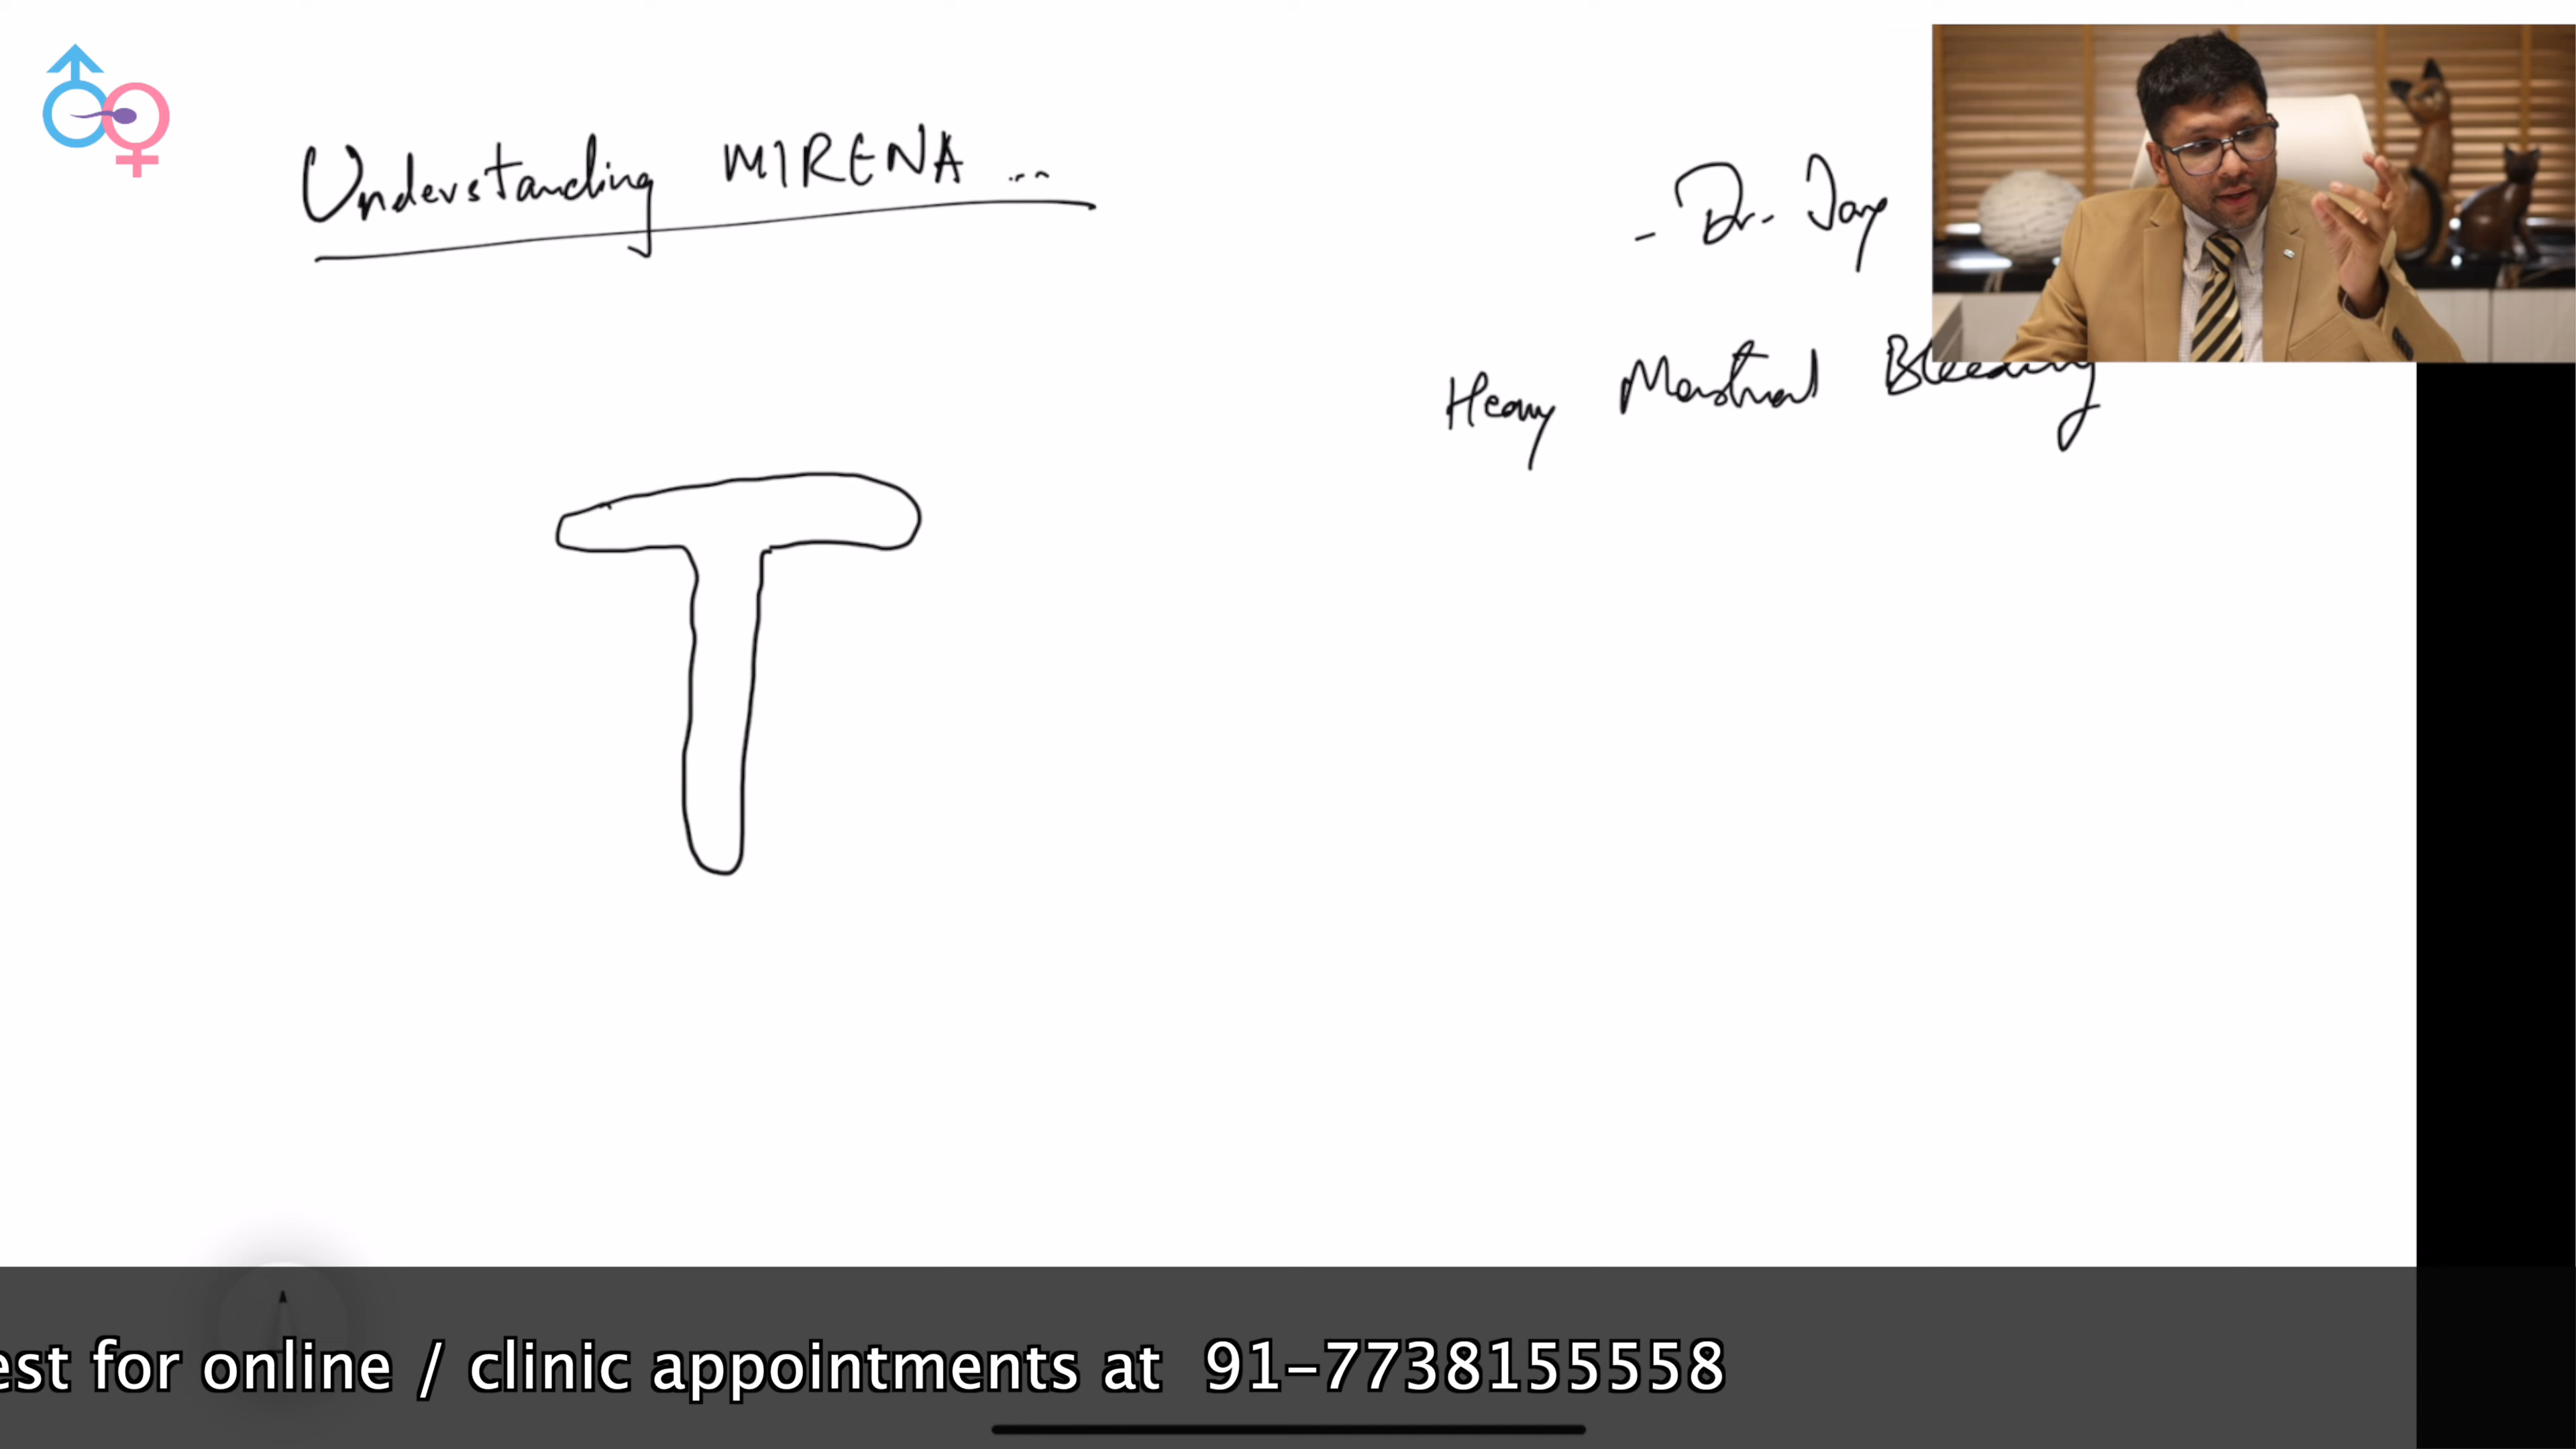 Understanding MIRENA ...
- Dr. Jay
Heavy Menstrual Bleeding
est for online / clinic appointments at 91-7738155558